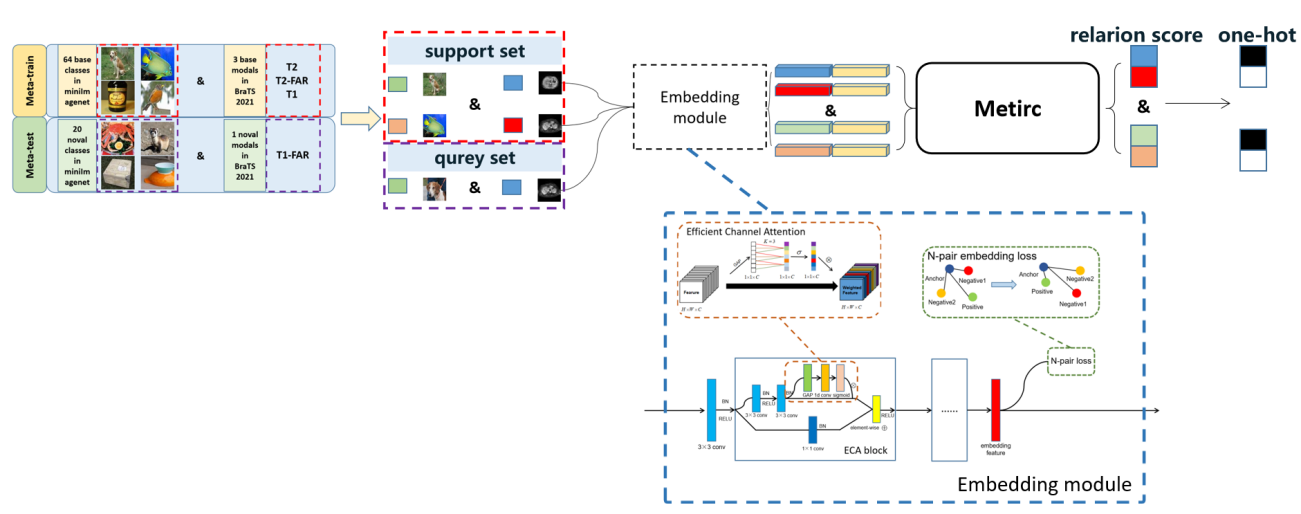 Meta-train
64 base
classes
in
miniIm
agenet
&
3 base
modals
in
BraTS
2021
T2
T2-FAR
T1
Meta-test
20
noval
classes
in
miniIm
agenet
&
1 noval
modals
in
BraTS
2021
T1-FAR
support set
&
qurey set
&
Embedding
module
&
Metirc
relarion score
&
one-hot
Efficient Channel Attention
K=3
GAP
σ
⊗
1×1×C
1×1×C
1×1×C
Feature
H×W×C
Weighted
Feature
H×W×C
N-pair embedding loss
Anchor
Negative1
Negative2
Positive
Anchor
Negative2
Positive
Negative1
N-pair loss
BN
RELU
3×3 conv
BN
RELU
3×3 conv
BN
3×3 conv
GAP 1d conv sigmoid
BN
1×1 conv
element-wise ⊕
RELU
ECA block
......
embedding
feature
Embedding module